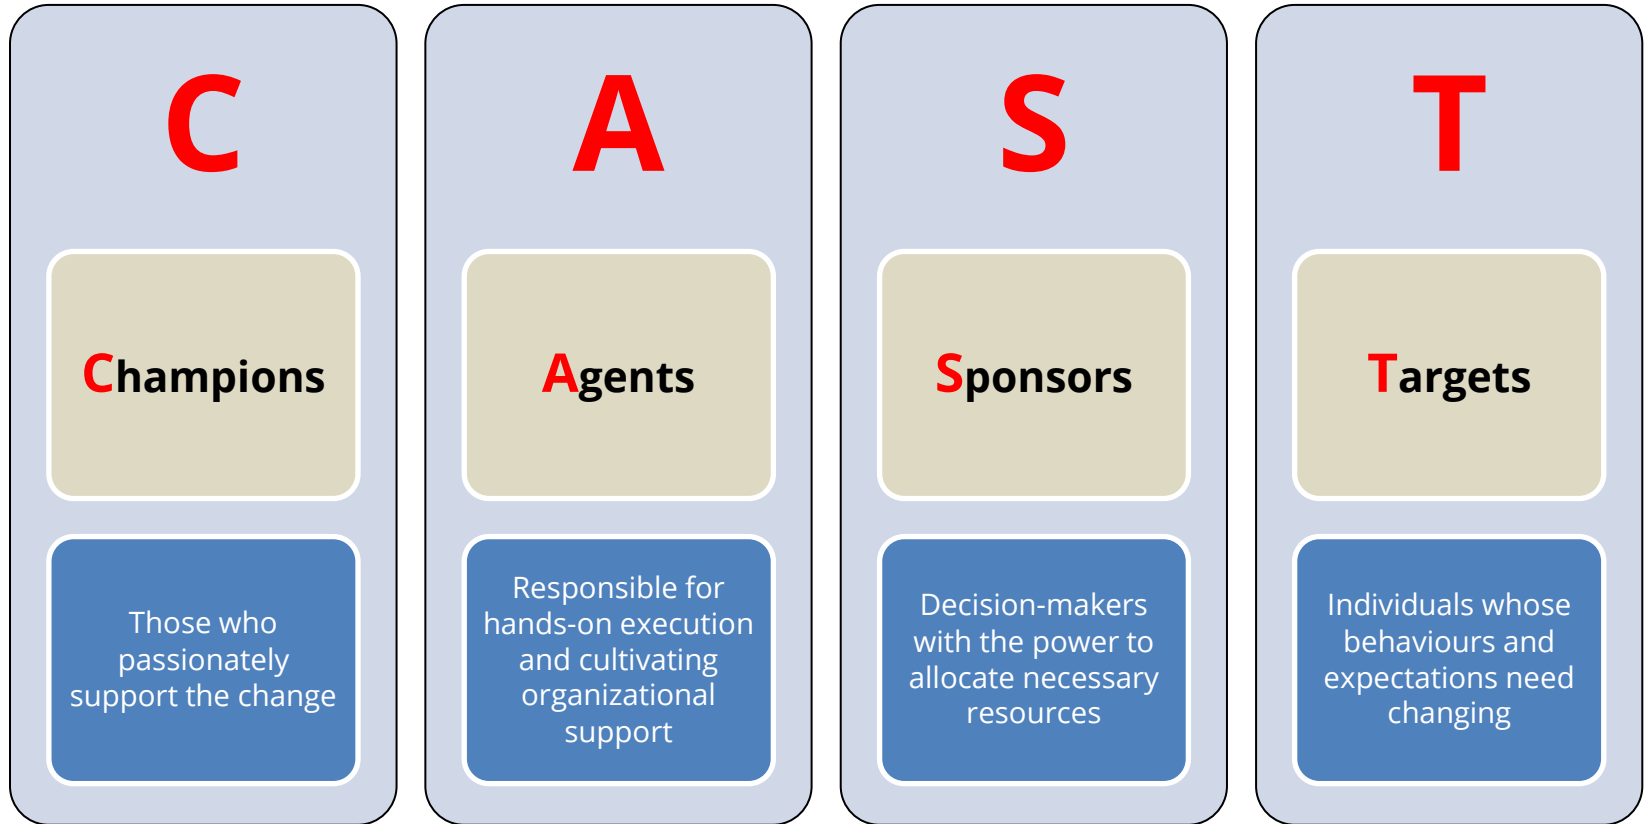 C
Champions
Those who
passionately
support the change
A
Agents
Responsible for
hands-on execution
and cultivating
organizational
support
S
Sponsors
Decision-makers
with the power to
allocate necessary
resources
T
Targets
Individuals whose
behaviours and
expectations need
changing